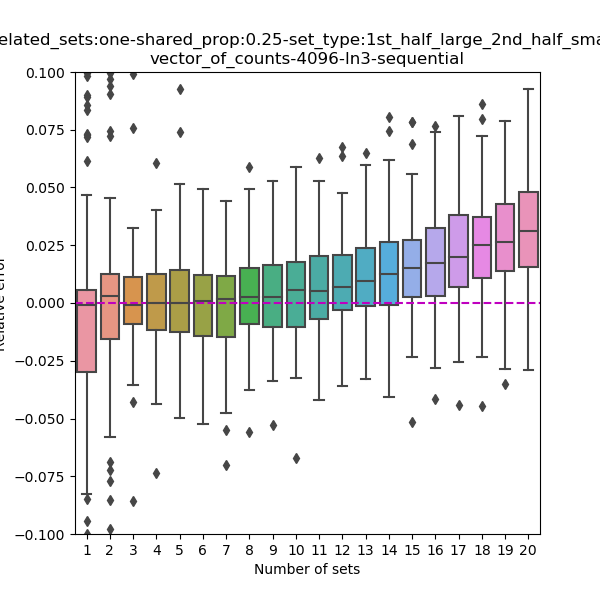 elated_sets:one-shared_prop:0.25-set_type:1st_half_large_2nd_half_sma
vector_of_counts-4096-ln3-sequential
0.100
0.075
0.050
0.025
0.000
−0.025
−0.050
−0.075
−0.100
Relative error
1 2 3 4 5 6 7 8 9 10 11 12 13 14 15 16 17 18 19 20
Number of sets